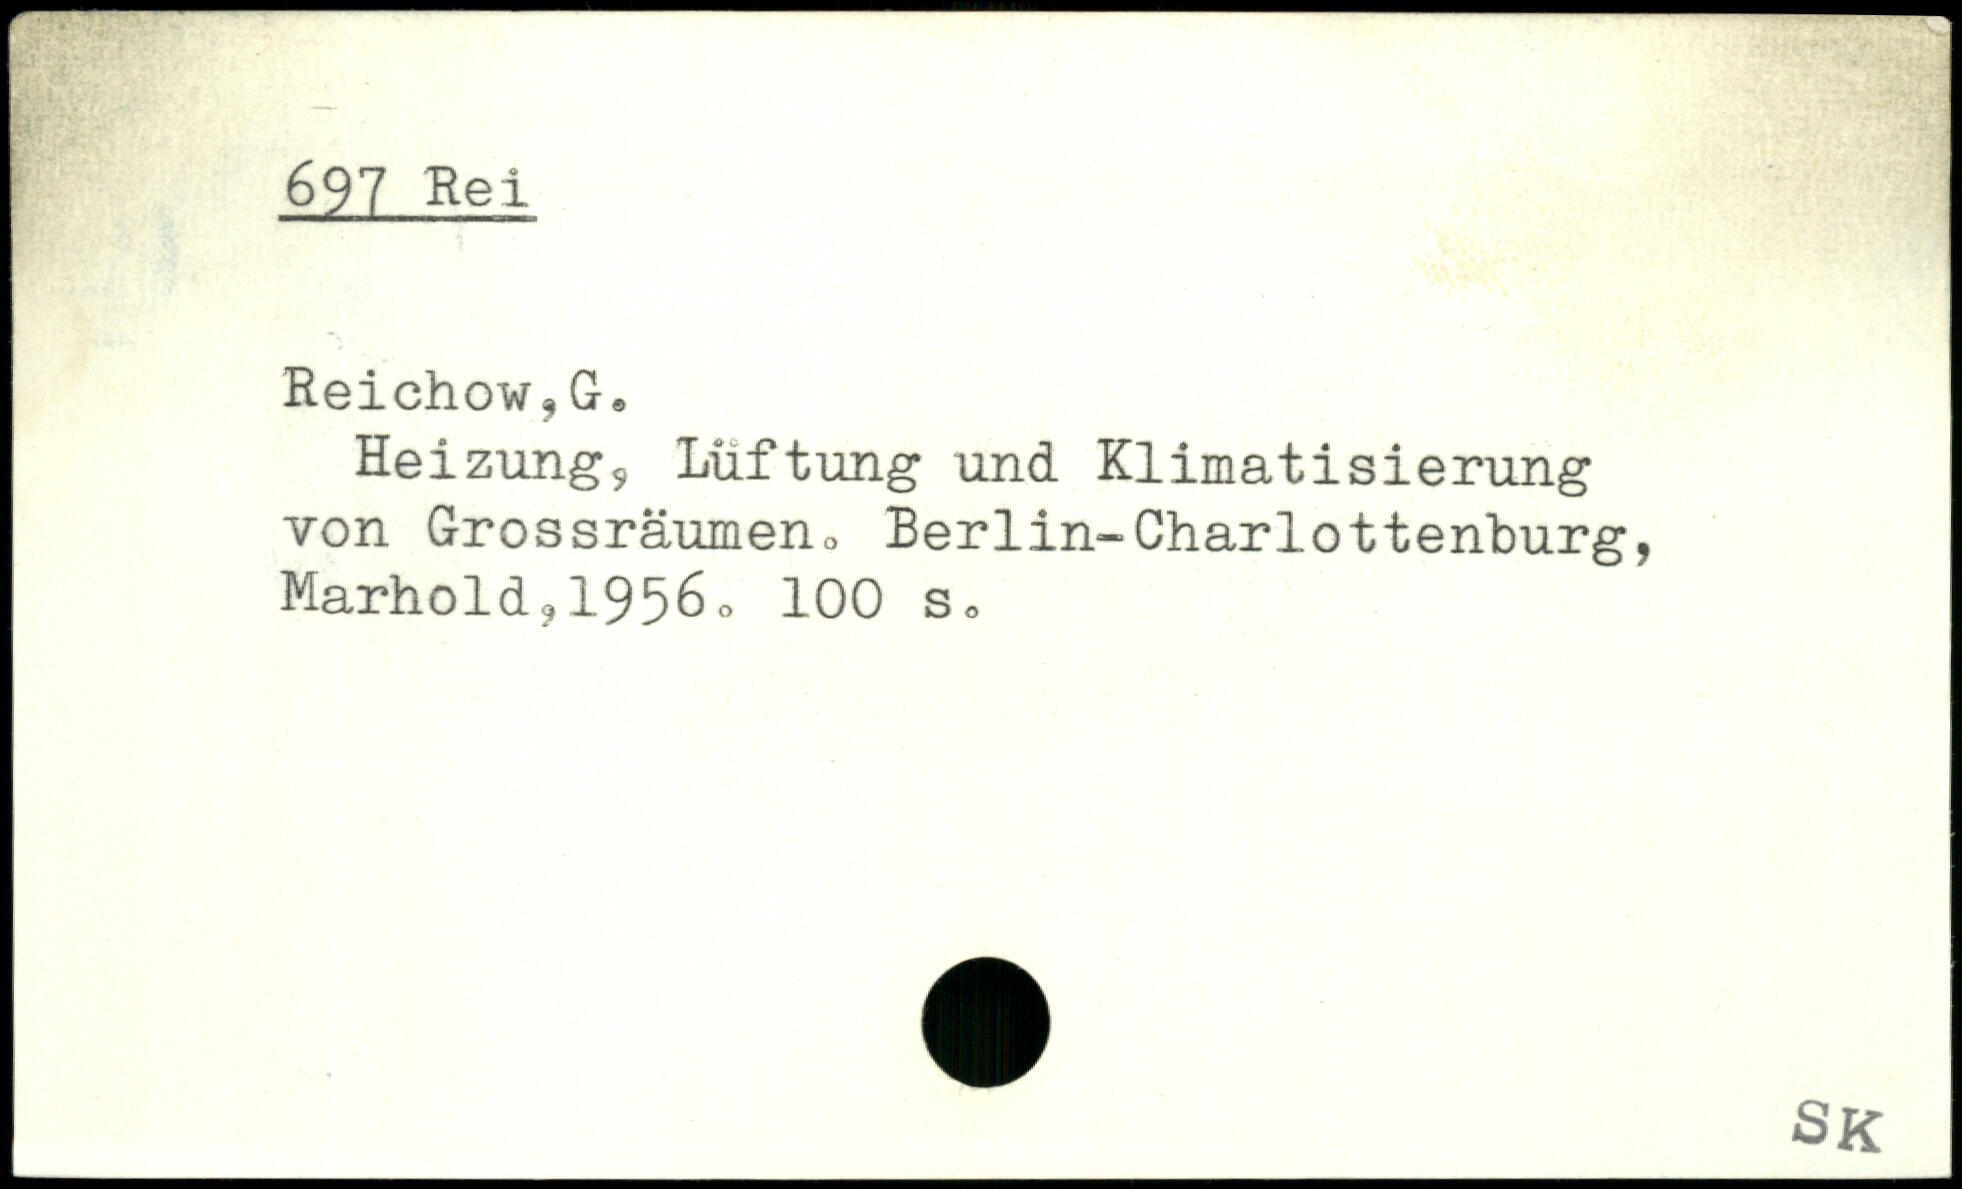 697 Rei
Reichow,G.
Heizung, Lüftung und Klimatisierung
von Grossräumen. Berlin-Charlottenburg,
Marhold,1956. 100 s.
SK